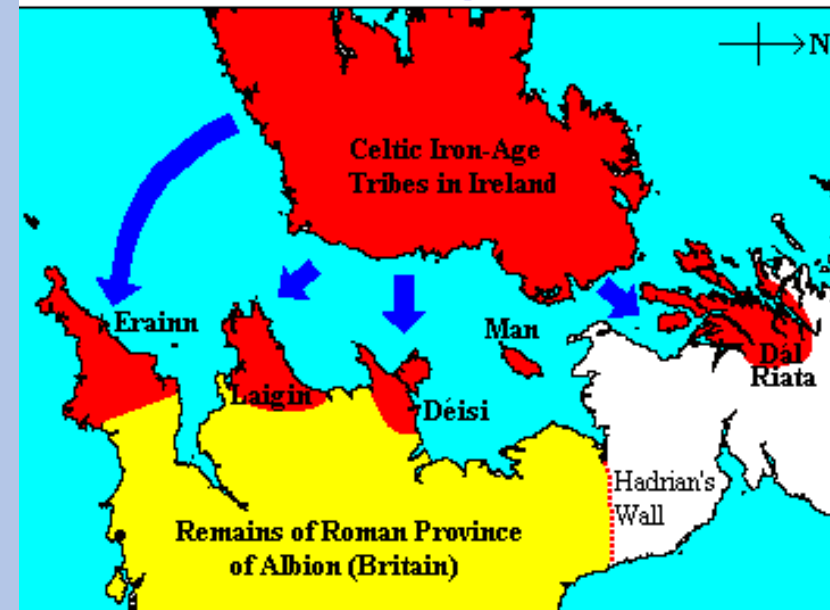 N
Celtic Iron-Age
Tribes in Ireland
Erainn
Man
Dál
Riata
Laigin
Déisi
Hadrian's
Wall
Remains of Roman Province
of Albion (Britain)